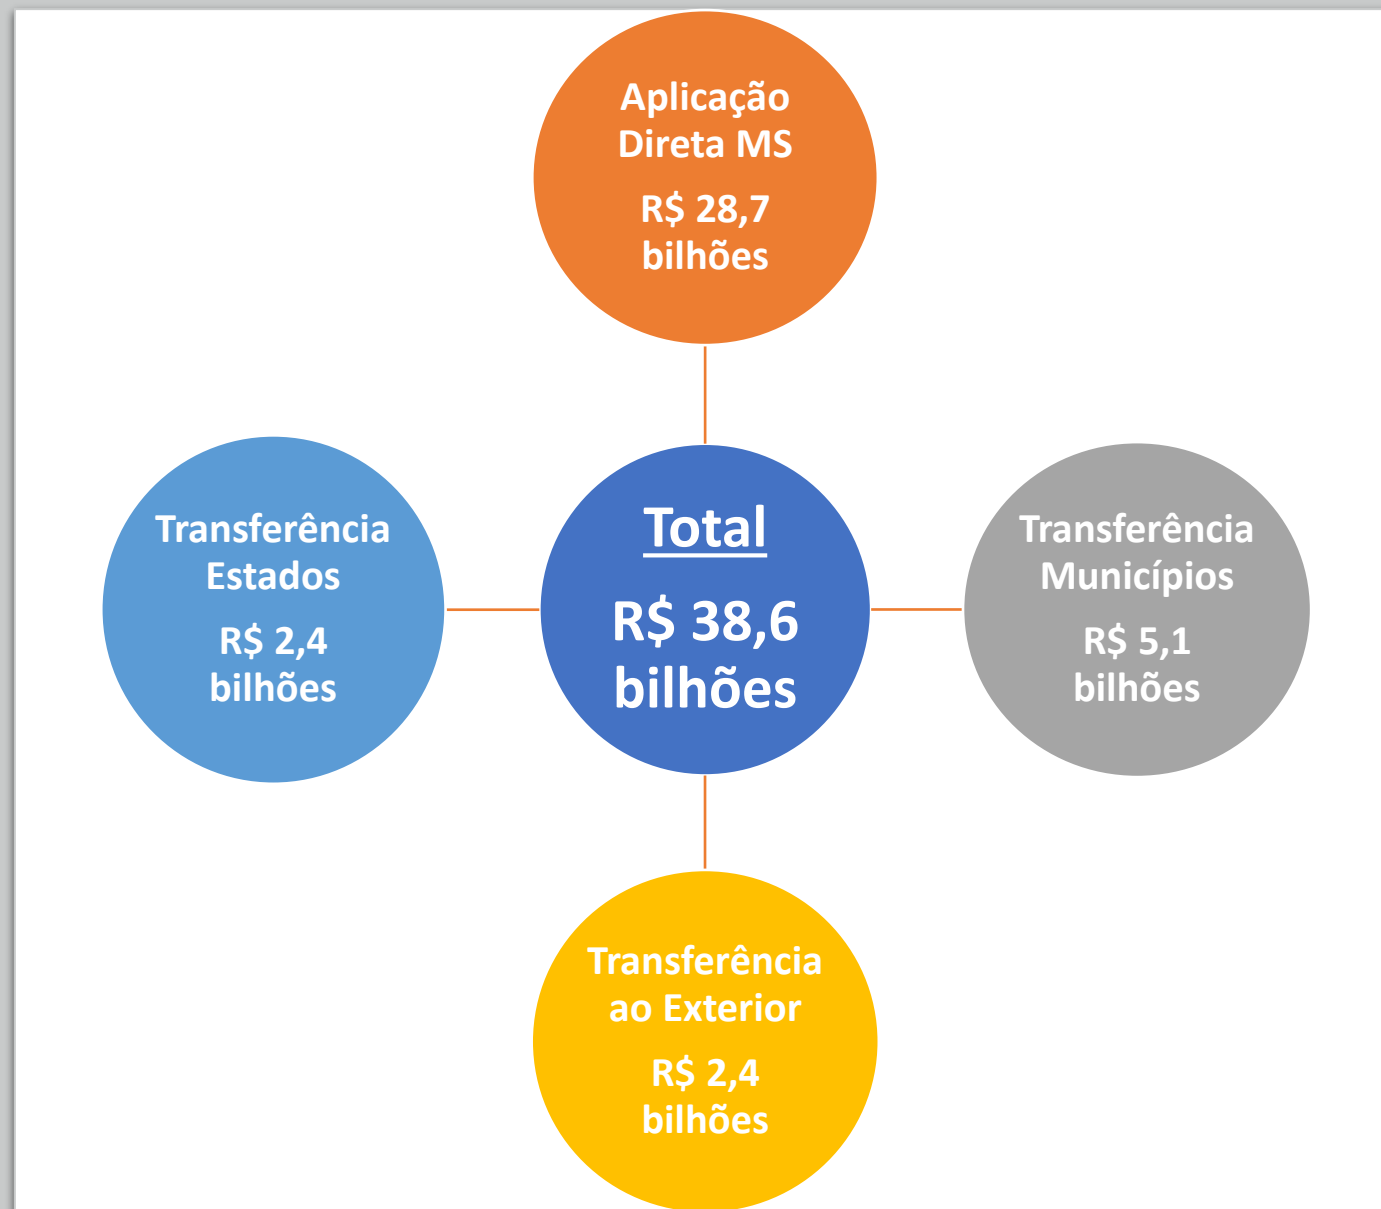 Aplicação
Direta MS
R$ 28,7
bilhões
Transferência
Estados
R$ 2,4
bilhões
Total
R$ 38,6
bilhões
Transferência
Municípios
R$ 5,1
bilhões
Transferência
ao Exterior
R$ 2,4
bilhões